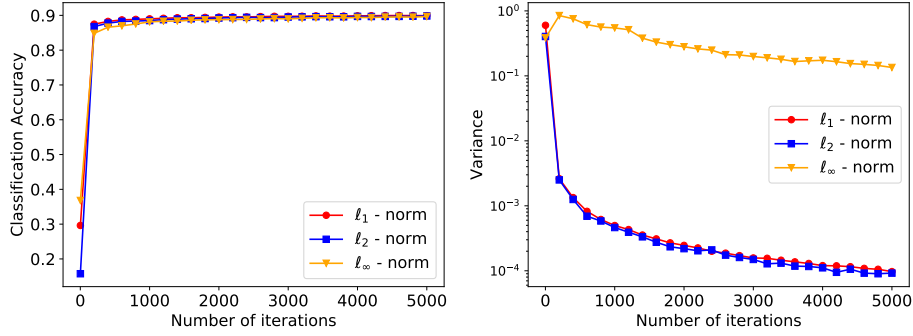 0.9
0.8
0.7
0.6
0.5
0.4
0.3
0.2
Classification Accuracy
0 1000 2000 3000 4000 5000
Number of iterations
ℓ₁ - norm
ℓ₂ - norm
ℓ∞ - norm
10⁰
10⁻¹
10⁻²
10⁻³
10⁻⁴
Variance
0 1000 2000 3000 4000 5000
Number of iterations
ℓ₁ - norm
ℓ₂ - norm
ℓ∞ - norm